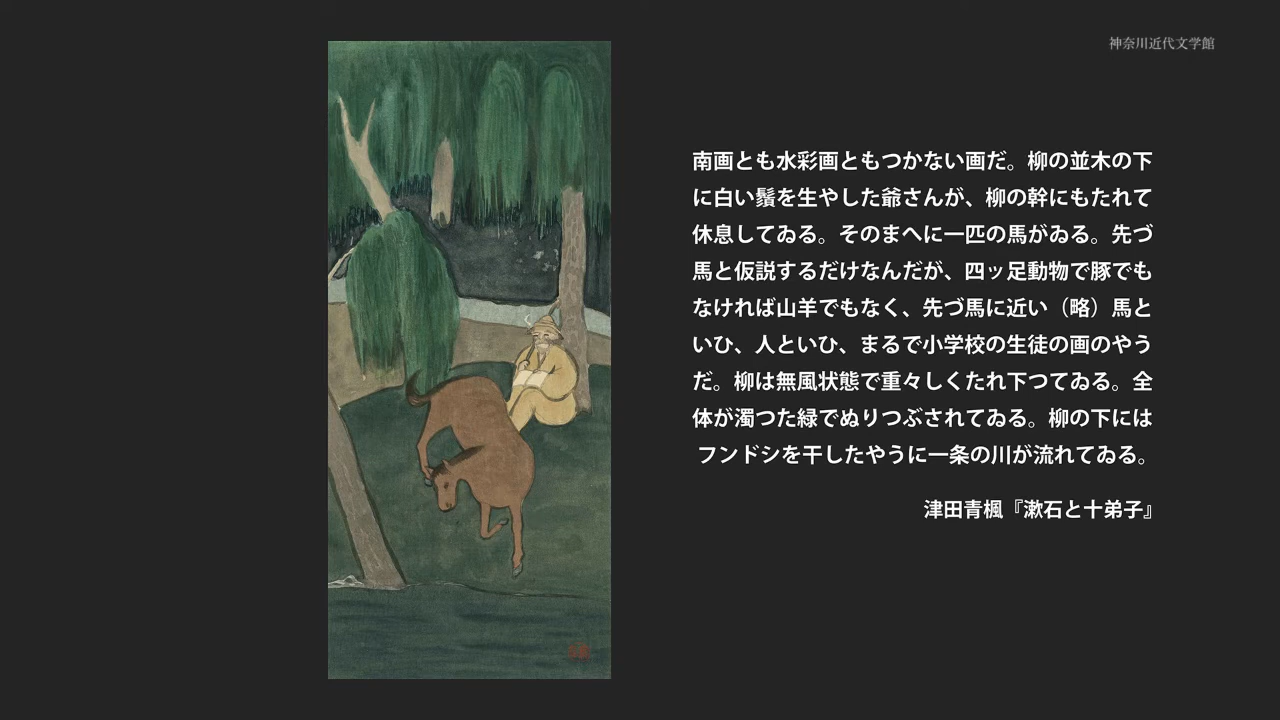 神奈川近代文学館
南画とも水彩画ともつかない画だ。柳の並木の下
に白い鬚を生やした爺さんが、柳の幹にもたれて
休息してゐる。そのまへに一匹の馬がゐる。先づ
馬と仮説するだけなんだが、四ッ足動物で豚でも
なければ山羊でもなく、先づ馬に近い（略）馬と
いひ、人といひ、まるで小学校の生徒の画のやう
だ。柳は無風状態で重々しくたれ下つてゐる。全
体が濁つた緑でぬりつぶされてゐる。柳の下には
フンドシを干したやうに一条の川が流れてゐる。
津田青楓『漱石と十弟子』